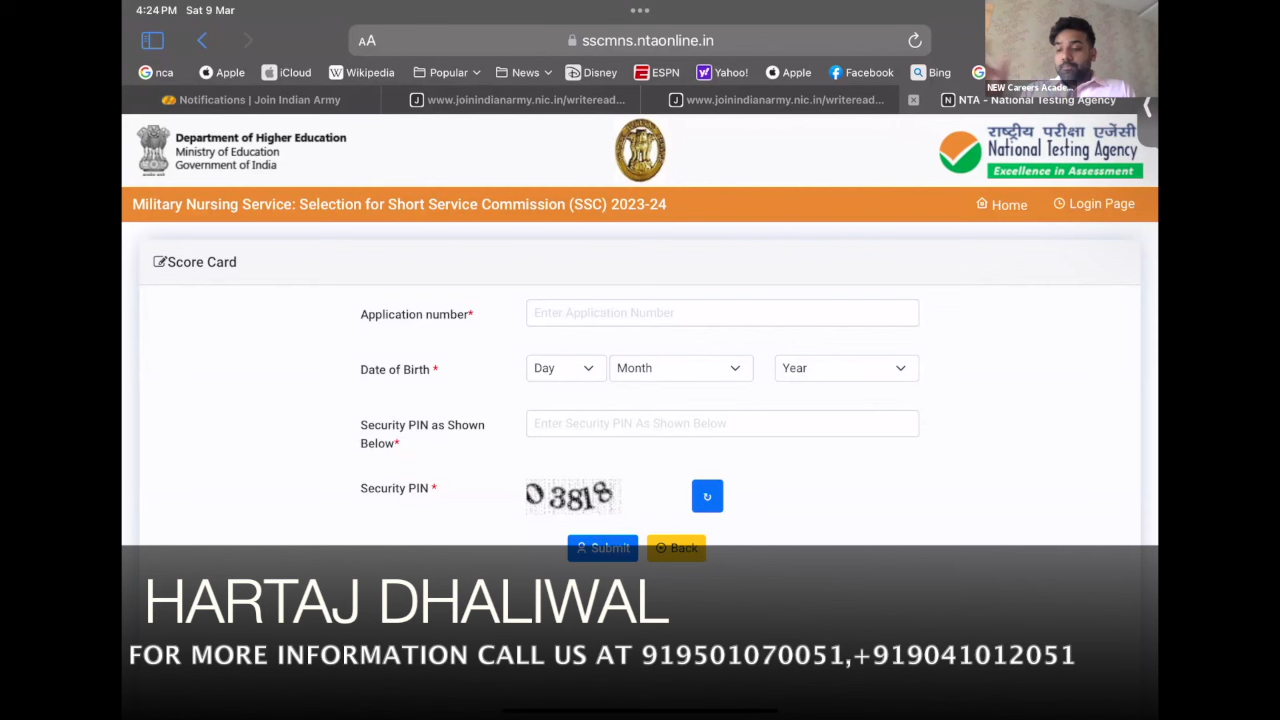 4:24 PM Sat 9 Mar
AA sscmns.ntaonline.in
nca Apple iCloud Wikipedia Popular News Disney ESPN Yahoo! Apple Facebook Bing
NEW Careers Acade...
Notifications | Join Indian Army www.joinindianarmy.nic.in/writeread... www.joinindianarmy.nic.in/writeread... NTA - National Testing Agency
Department of Higher Education
Ministry of Education
Government of India
राष्ट्रीय परीक्षा एजेंसी
National Testing Agency
Excellence in Assessment
Military Nursing Service: Selection for Short Service Commission (SSC) 2023-24 Home Login Page
Score Card
Application number* Enter Application Number
Date of Birth * Day Month Year
Security PIN as Shown Below* Enter Security PIN As Shown Below
Security PIN * 03818
Submit Back
HARTAJ DHALIWAL
FOR MORE INFORMATION CALL US AT 919501070051,+919041012051